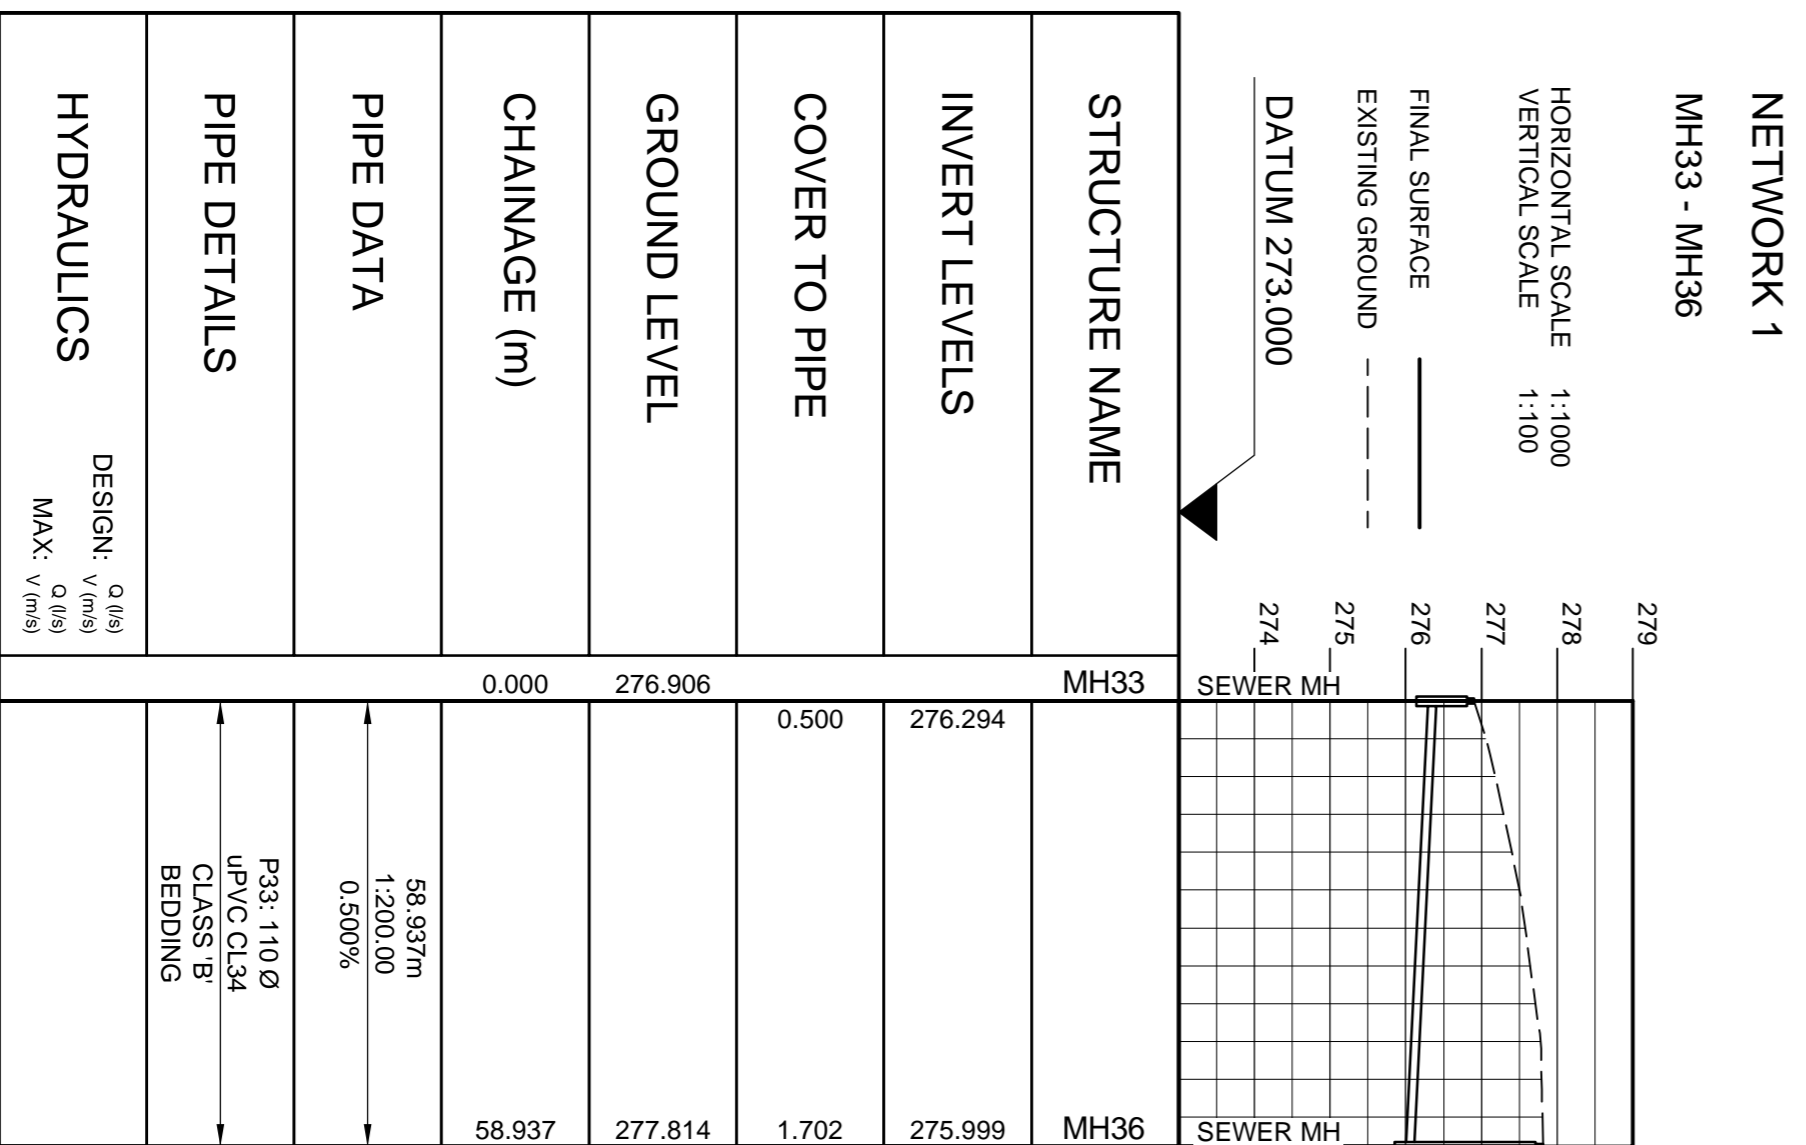 NETWORK 1
MH33 - MH36
HORIZONTAL SCALE 1:1000
VERTICAL SCALE 1:100
FINAL SURFACE
EXISTING GROUND
DATUM 273.000
279
278
277
276
275
274
SEWER MH
SEWER MH
STRUCTURE NAME
MH33
MH36
INVERT LEVELS
276.294
275.999
COVER TO PIPE
0.500
1.702
GROUND LEVEL
276.906
277.814
CHAINAGE (m)
0.000
58.937
PIPE DATA
58.937m
1:200.00
0.500%
PIPE DETAILS
P33: 110 Ø
uPVC CL34
CLASS 'B'
BEDDING
HYDRAULICS
DESIGN: Q (l/s)
V (m/s)
MAX: Q (l/s)
V (m/s)